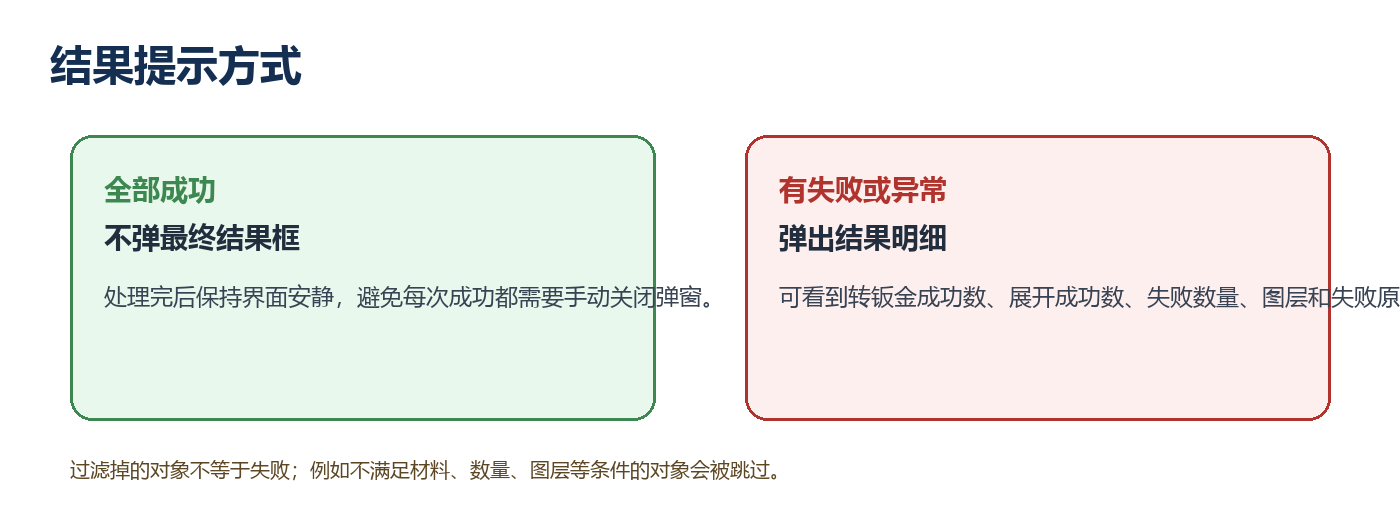 结果提示方式
全部成功
不弹最终结果框
处理完后保持界面安静，避免每次成功都需要手动关闭弹窗。
有失败或异常
弹出结果明细
可看到转钣金成功数、展开成功数、失败数量、图层和失败原
过滤掉的对象不等于失败；例如不满足材料、数量、图层等条件的对象会被跳过。